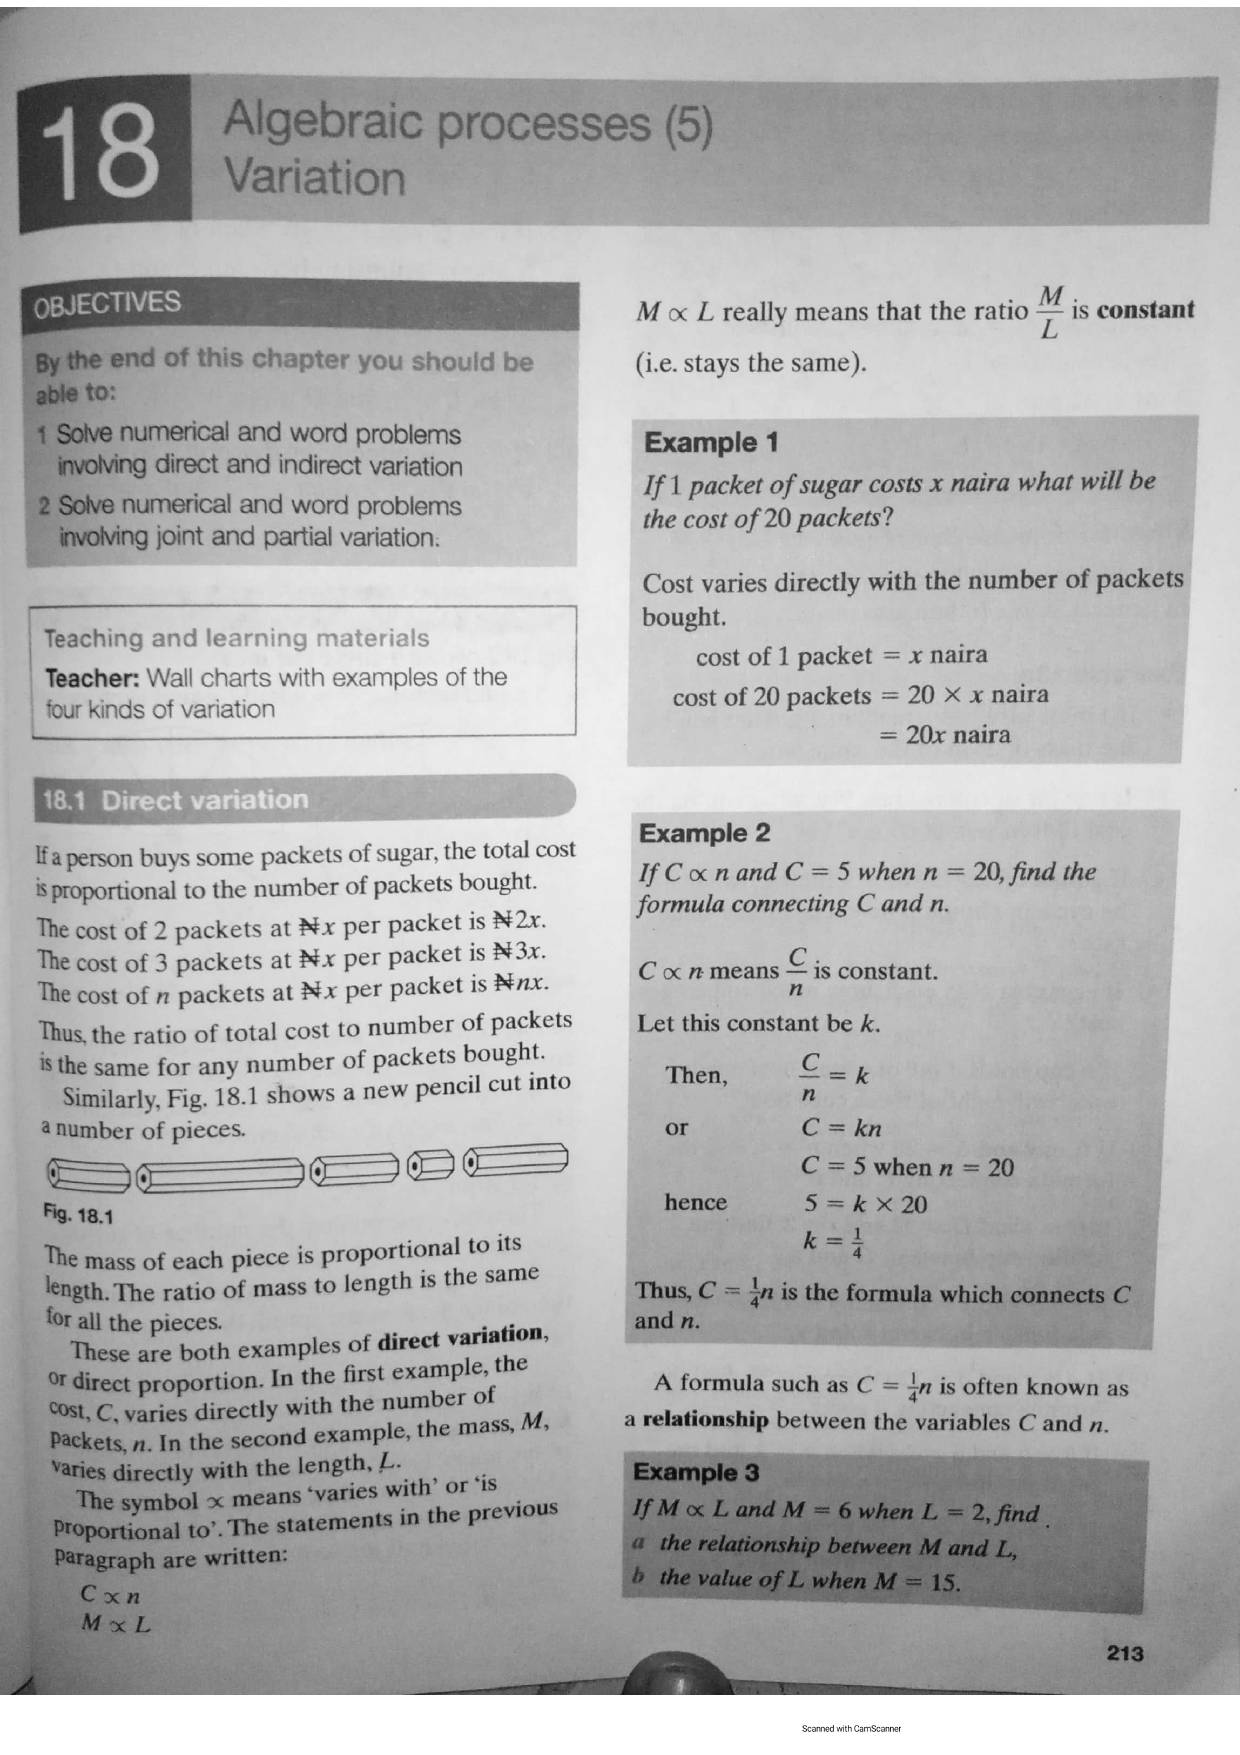 18
Algebraic processes (5)
Variation
OBJECTIVES
By the end of this chapter you should be
able to:
1 Solve numerical and word problems
involving direct and indirect variation
2 Solve numerical and word problems
involving joint and partial variation.
Teaching and learning materials
Teacher: Wall charts with examples of the
four kinds of variation
18.1 Direct variation
If a person buys some packets of sugar, the total cost
is proportional to the number of packets bought.
The cost of 2 packets at ₦x per packet is ₦2x.
The cost of 3 packets at ₦x per packet is ₦3x.
The cost of n packets at ₦x per packet is ₦nx.
Thus, the ratio of total cost to number of packets
is the same for any number of packets bought.
Similarly, Fig. 18.1 shows a new pencil cut into
a number of pieces.
Fig. 18.1
The mass of each piece is proportional to its
length. The ratio of mass to length is the same
for all the pieces.
These are both examples of direct variation,
or direct proportion. In the first example, the
cost, C, varies directly with the number of
packets, n. In the second example, the mass, M,
varies directly with the length, L.
The symbol ∝ means ‘varies with’ or ‘is
proportional to’. The statements in the previous
paragraph are written:
C ∝ n
M ∝ L
M ∝ L really means that the ratio M/L is constant
(i.e. stays the same).
Example 1
If 1 packet of sugar costs x naira what will be
the cost of 20 packets?
Cost varies directly with the number of packets
bought.
cost of 1 packet = x naira
cost of 20 packets = 20 × x naira
= 20x naira
Example 2
If C ∝ n and C = 5 when n = 20, find the
formula connecting C and n.
C ∝ n means C/n is constant.
Let this constant be k.
Then, C/n = k
or C = kn
C = 5 when n = 20
hence 5 = k × 20
k = 1/4
Thus, C = 1/4n is the formula which connects C
and n.
A formula such as C = 1/4n is often known as
a relationship between the variables C and n.
Example 3
If M ∝ L and M = 6 when L = 2, find
a the relationship between M and L,
b the value of L when M = 15.
213
Scanned with CamScanner